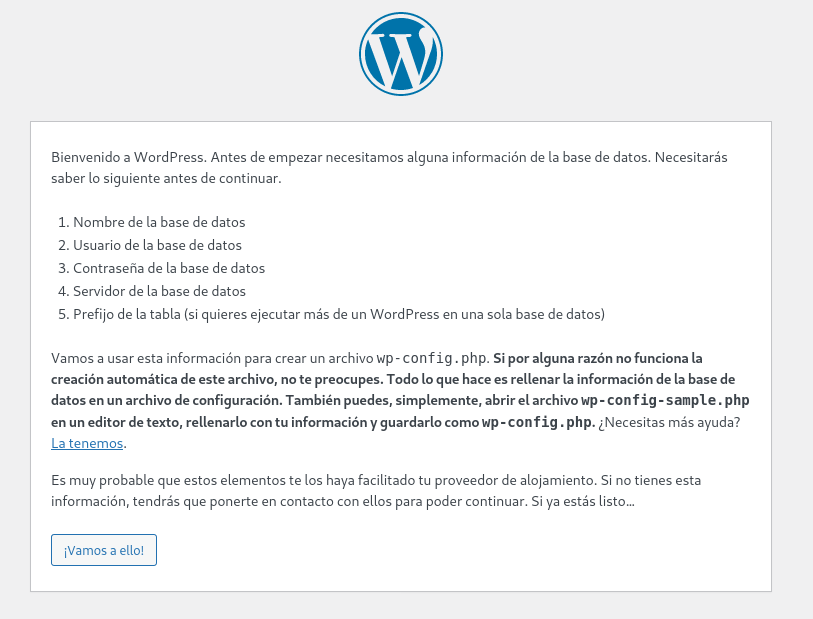 Bienvenido a WordPress. Antes de empezar necesitamos alguna información de la base de datos. Necesitarás
saber lo siguiente antes de continuar.
1. Nombre de la base de datos
2. Usuario de la base de datos
3. Contraseña de la base de datos
4. Servidor de la base de datos
5. Prefijo de la tabla (si quieres ejecutar más de un WordPress en una sola base de datos)
Vamos a usar esta información para crear un archivo wp-config.php. Si por alguna razón no funciona la
creación automática de este archivo, no te preocupes. Todo lo que hace es rellenar la información de la base de
datos en un archivo de configuración. También puedes, simplemente, abrir el archivo wp-config-sample.php
en un editor de texto, rellenarlo con tu información y guardarlo como wp-config.php. ¿Necesitas más ayuda?
La tenemos.
Es muy probable que estos elementos te los haya facilitado tu proveedor de alojamiento. Si no tienes esta
información, tendrás que ponerte en contacto con ellos para poder continuar. Si ya estás listo…
¡Vamos a ello!